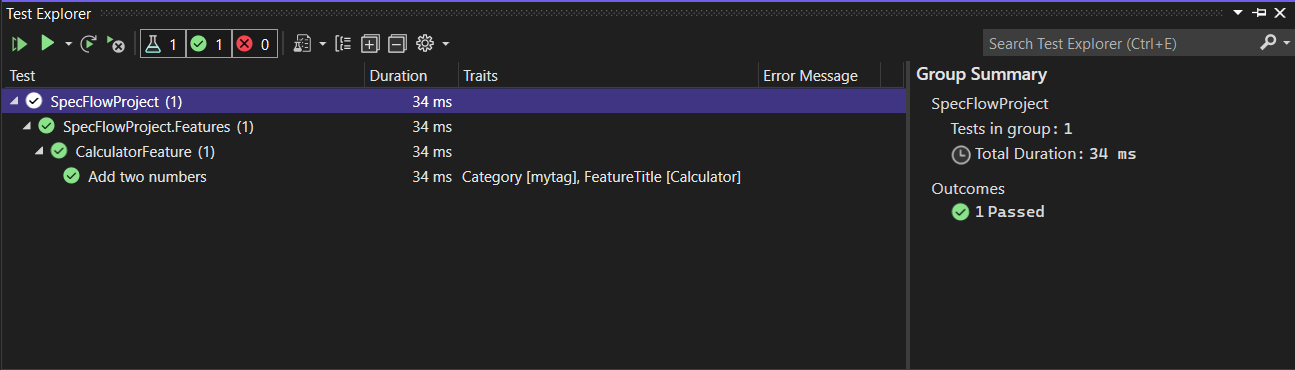 Test Explorer
1 1 0
Search Test Explorer (Ctrl+E)
Test Duration Traits Error Message
SpecFlowProject (1) 34 ms
SpecFlowProject.Features (1) 34 ms
CalculatorFeature (1) 34 ms
Add two numbers 34 ms Category [mytag], FeatureTitle [Calculator]
Group Summary
SpecFlowProject
Tests in group: 1
Total Duration: 34 ms
Outcomes
1 Passed